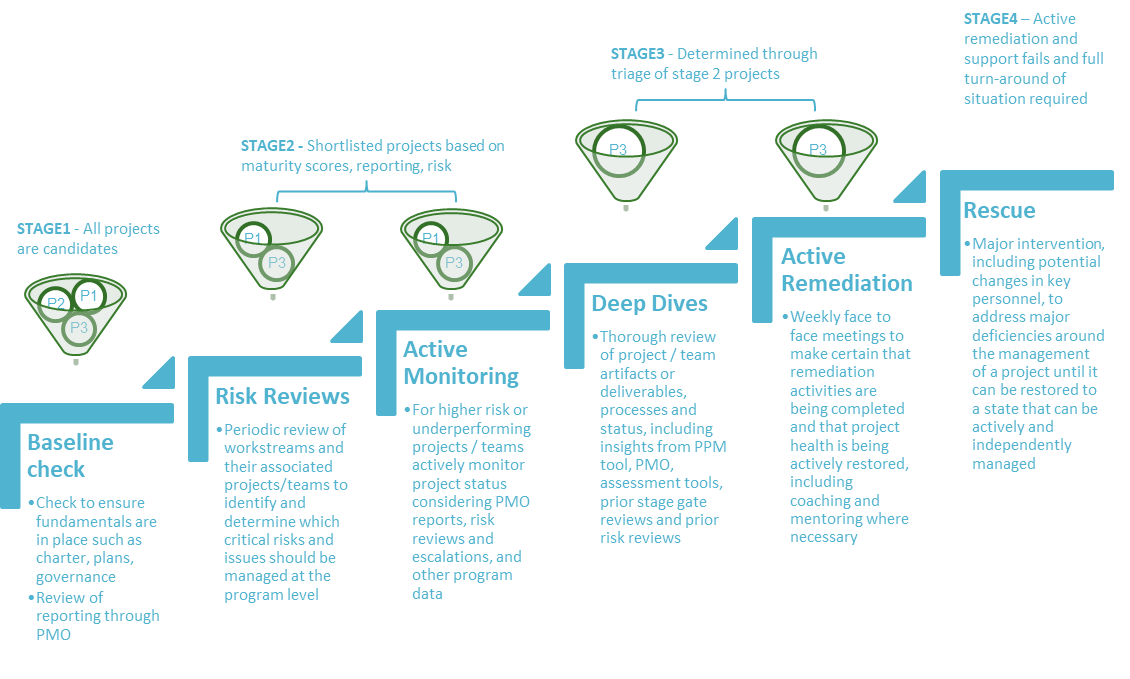 STAGE1 - All projects
are candidates
P2
P1
P3
Baseline
check
•Check to ensure
fundamentals are
in place such as
charter, plans,
governance
•Review of
reporting through
PMO
STAGE2 - Shortlisted projects based on
maturity scores, reporting, risk
P1
P3
P1
P3
Risk Reviews
•Periodic review of
workstreams and
their associated
projects/teams to
identify and
determine which
critical risks and
issues should be
managed at the
program level
Active
Monitoring
•For higher risk or
underperforming
projects / teams
actively monitor
project status
considering PMO
reports, risk
reviews and
escalations, and
other program
data
STAGE3 - Determined through
triage of stage 2 projects
P3
P3
Deep Dives
•Thorough review
of project / team
artifacts or
deliverables,
processes and
status, including
insights from PPM
tool, PMO,
assessment tools,
prior stage gate
reviews and prior
risk reviews
Active
Remediation
•Weekly face to
face meetings to
make certain that
remediation
activities are
being completed
and that project
health is being
actively restored,
including
coaching and
mentoring where
necessary
STAGE4 – Active
remediation and
support fails and full
turn-around of
situation required
Rescue
•Major intervention,
including potential
changes in key
personnel, to
address major
deficiencies around
the management
of a project until it
can be restored to
a state that can be
actively and
independently
managed